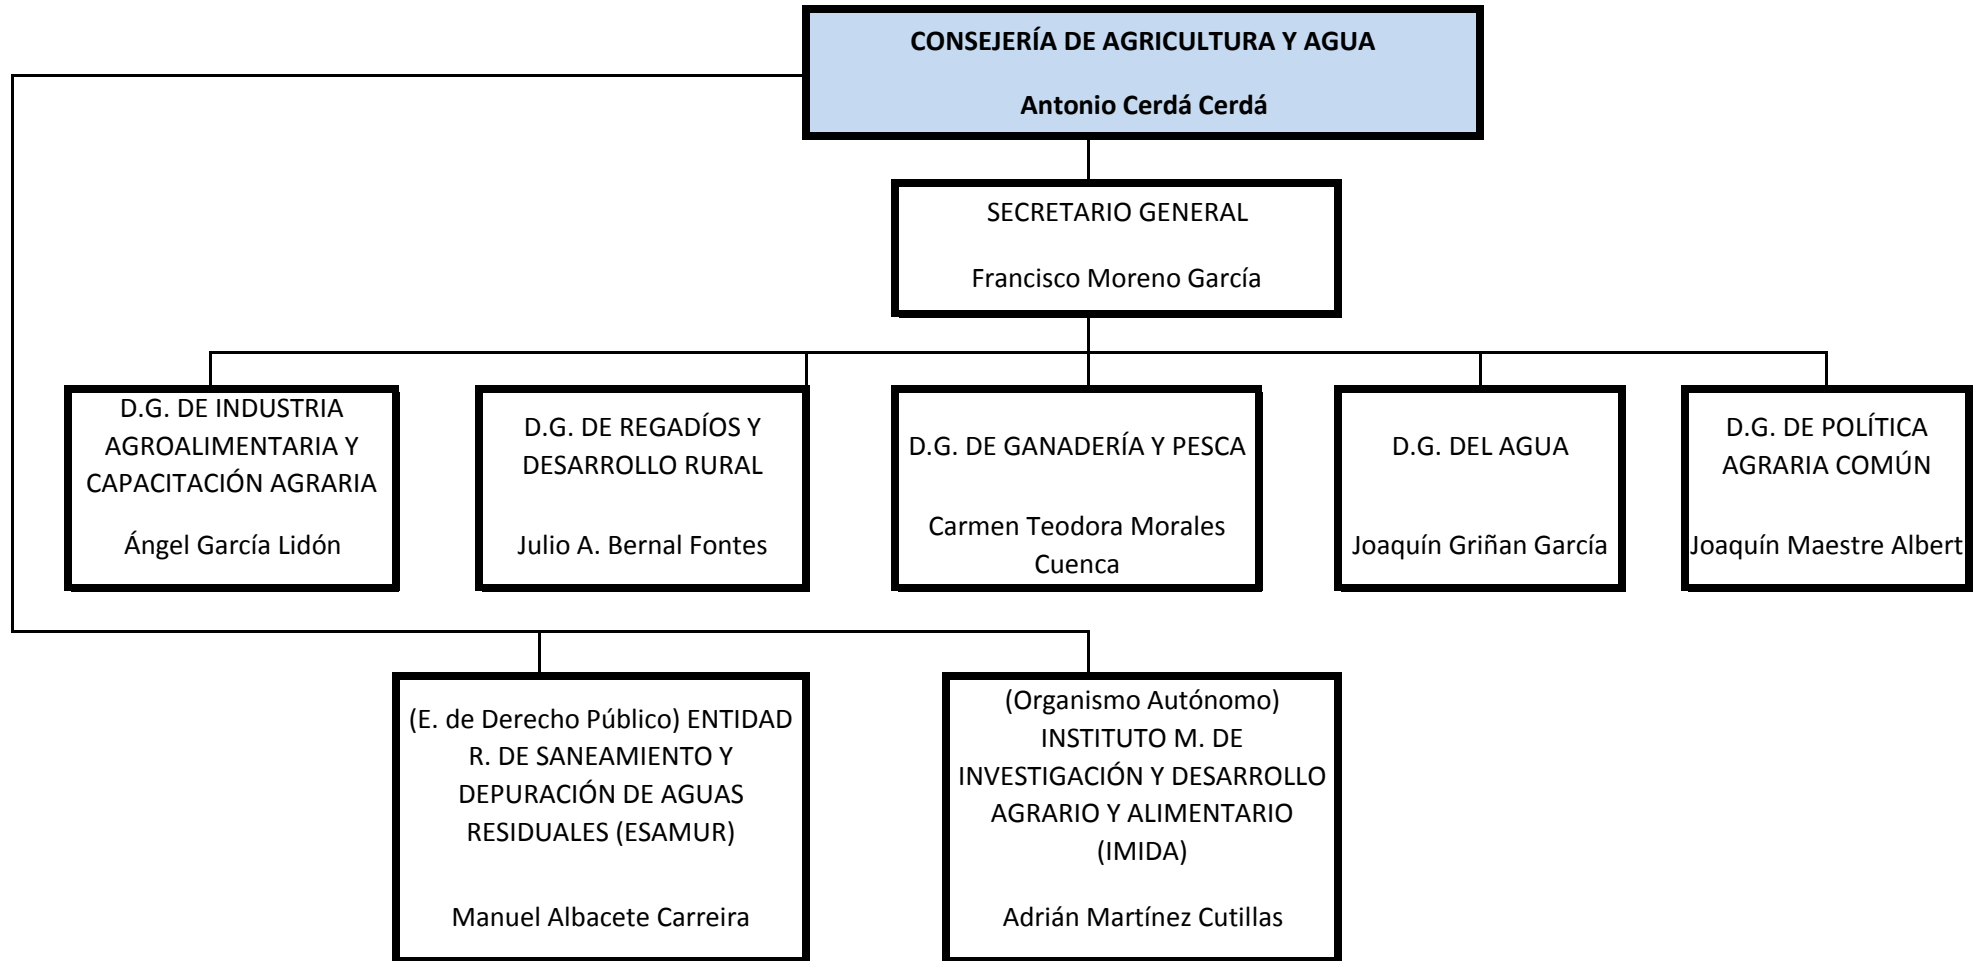 CONSEJERÍA DE AGRICULTURA Y AGUA
Antonio Cerdá Cerdá
SECRETARIO GENERAL
Francisco Moreno García
D.G. DE INDUSTRIA
AGROALIMENTARIA Y
CAPACITACIÓN AGRARIA
Ángel García Lidón
D.G. DE REGADÍOS Y
DESARROLLO RURAL
Julio A. Bernal Fontes
D.G. DE GANADERÍA Y PESCA
Carmen Teodora Morales
Cuenca
D.G. DEL AGUA
Joaquín Griñan García
D.G. DE POLÍTICA
AGRARIA COMÚN
Joaquín Maestre Albert
(E. de Derecho Público) ENTIDAD
R. DE SANEAMIENTO Y
DEPURACIÓN DE AGUAS
RESIDUALES (ESAMUR)
Manuel Albacete Carreira
(Organismo Autónomo)
INSTITUTO M. DE
INVESTIGACIÓN Y DESARROLLO
AGRARIO Y ALIMENTARIO
(IMIDA)
Adrián Martínez Cutillas